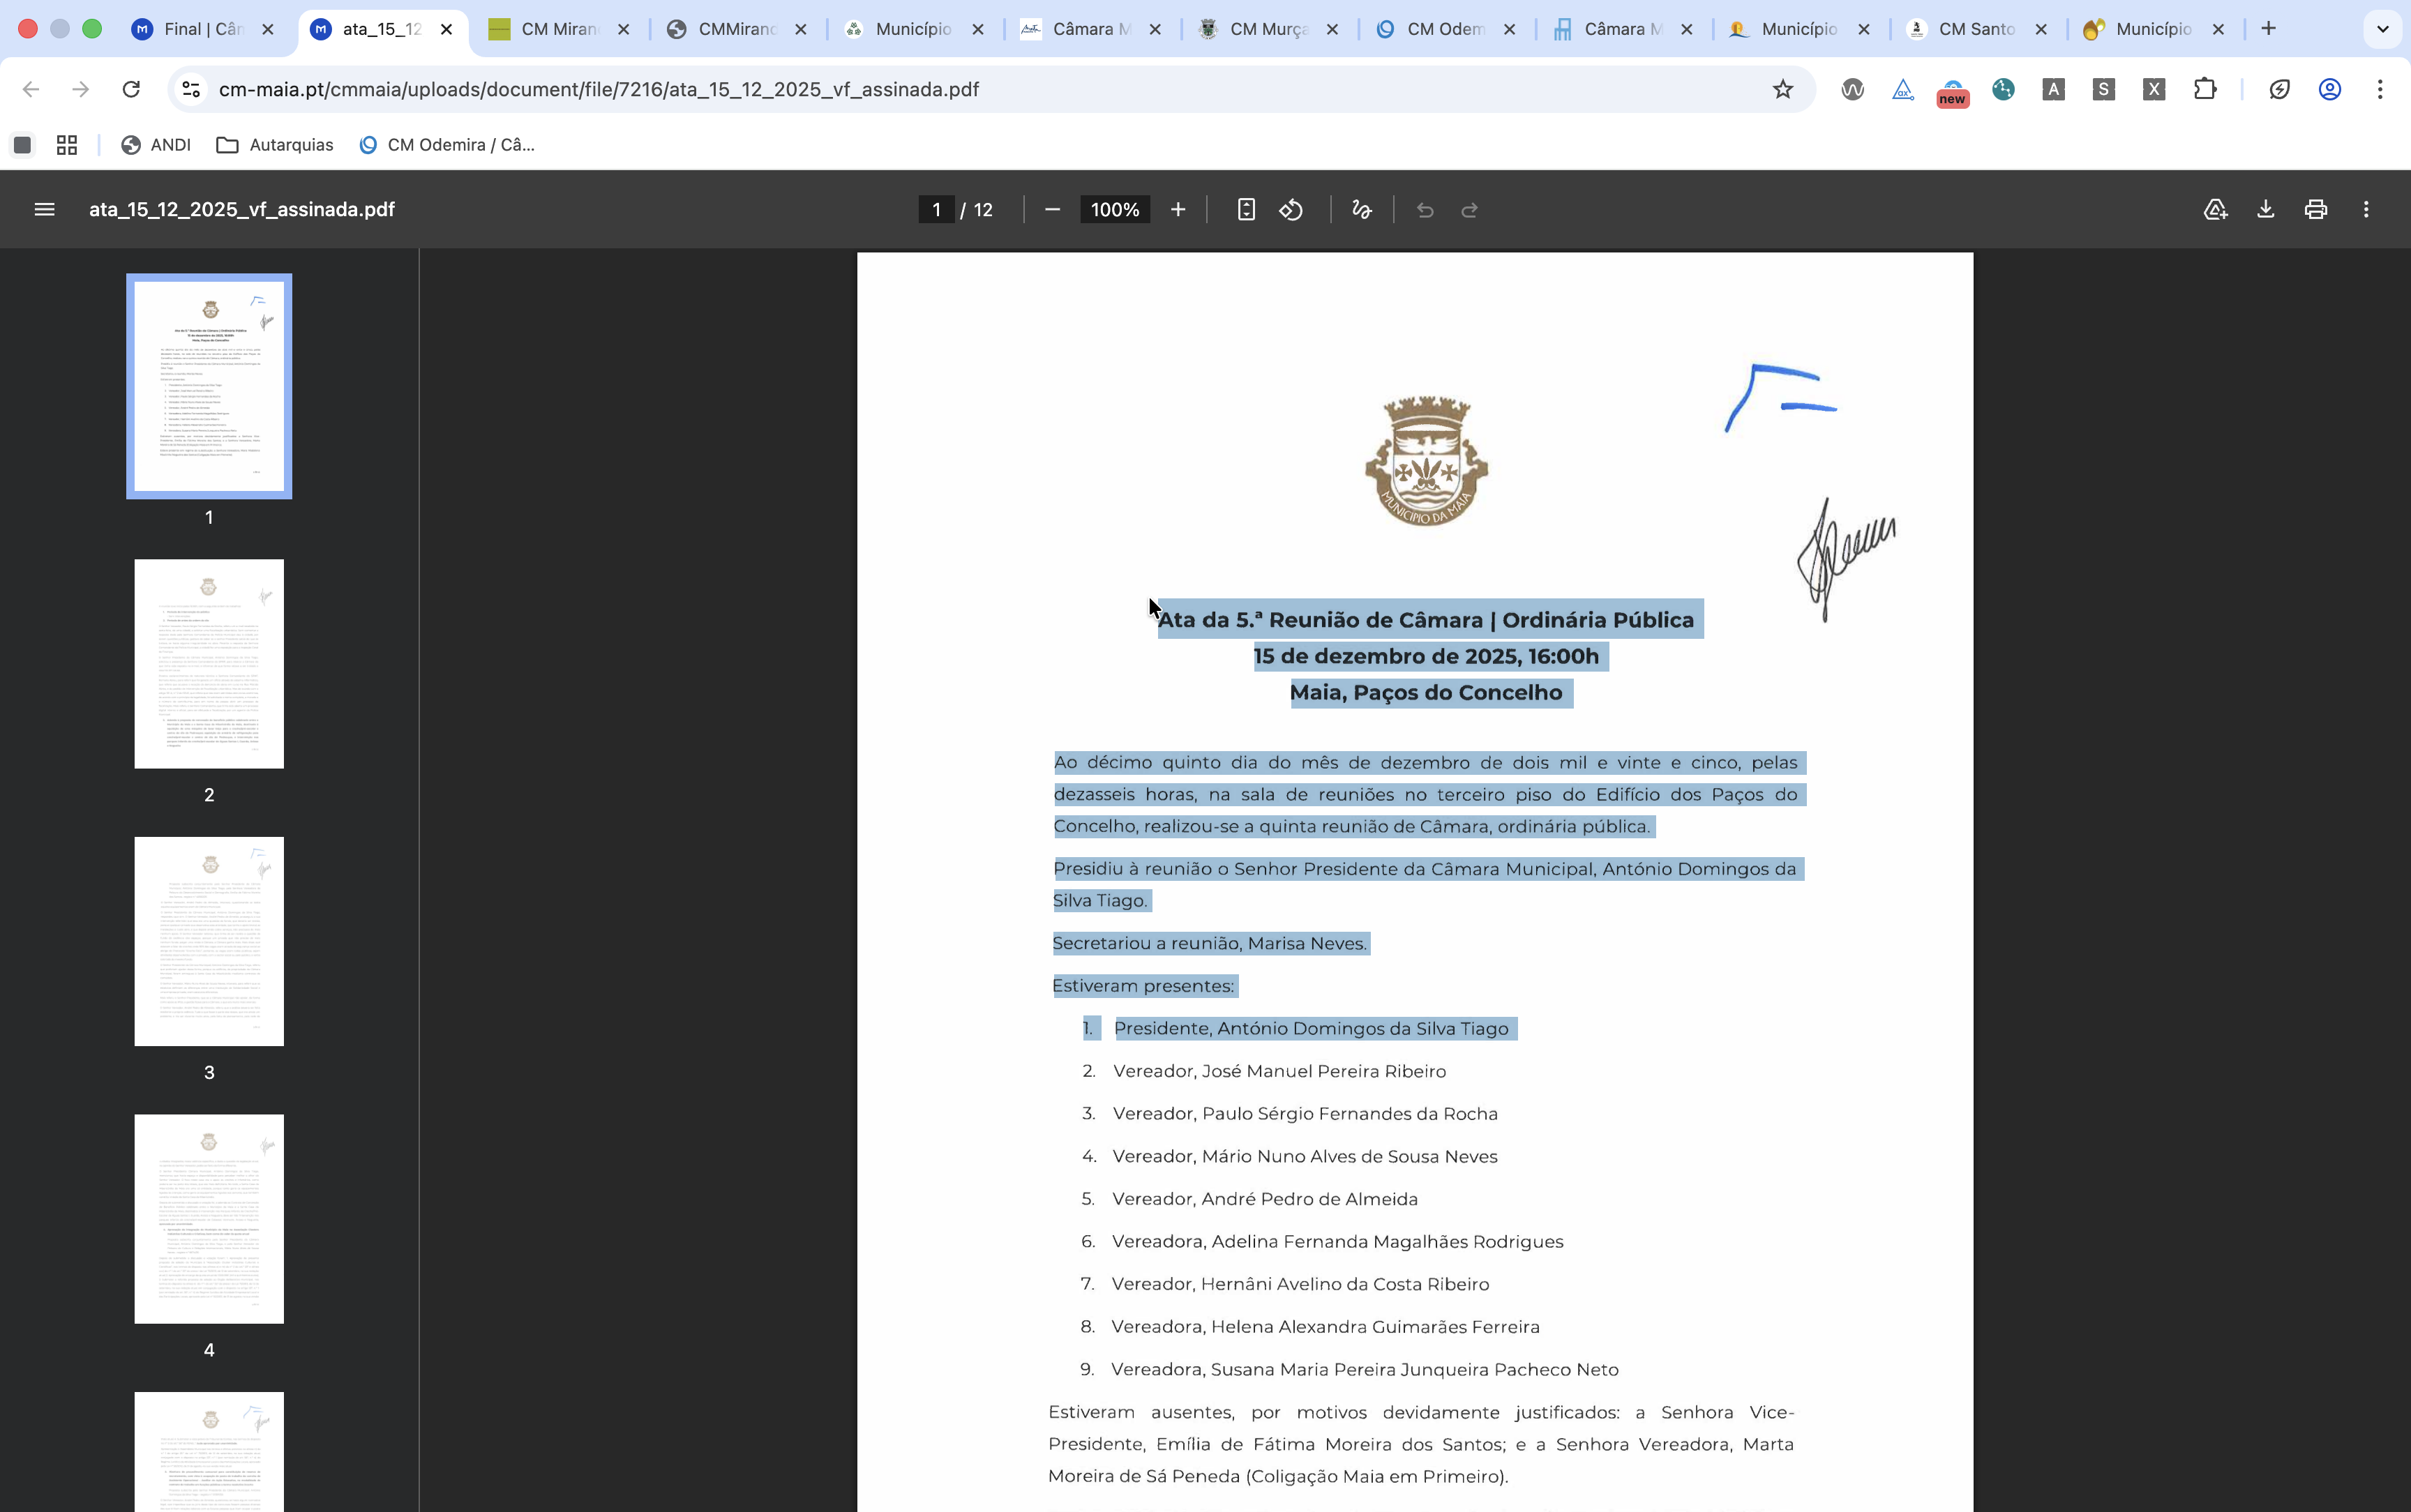 Final | Câm
ata_15_12
CM Miran
CMMirand
Município
Câmara M
CM Murça
CM Odem
Câmara M
Município
CM Santo
Município
cm-maia.pt/cmmaia/uploads/document/file/7216/ata_15_12_2025_vf_assinada.pdf
new
A
S
X
ANDI
Autarquias
CM Odemira / Câ...
ata_15_12_2025_vf_assinada.pdf
1 / 12
100%
1
2
3
4
MUNICÍPIO DA MAIA
Ata da 5.ª Reunião de Câmara | Ordinária Pública
15 de dezembro de 2025, 16:00h
Maia, Paços do Concelho
Ao décimo quinto dia do mês de dezembro de dois mil e vinte e cinco, pelas
dezasseis horas, na sala de reuniões no terceiro piso do Edifício dos Paços do
Concelho, realizou-se a quinta reunião de Câmara, ordinária pública.
Presidiu à reunião o Senhor Presidente da Câmara Municipal, António Domingos da
Silva Tiago.
Secretariou a reunião, Marisa Neves.
Estiveram presentes:
1. Presidente, António Domingos da Silva Tiago
2. Vereador, José Manuel Pereira Ribeiro
3. Vereador, Paulo Sérgio Fernandes da Rocha
4. Vereador, Mário Nuno Alves de Sousa Neves
5. Vereador, André Pedro de Almeida
6. Vereadora, Adelina Fernanda Magalhães Rodrigues
7. Vereador, Hernâni Avelino da Costa Ribeiro
8. Vereadora, Helena Alexandra Guimarães Ferreira
9. Vereadora, Susana Maria Pereira Junqueira Pacheco Neto
Estiveram ausentes, por motivos devidamente justificados: a Senhora Vice-
Presidente, Emília de Fátima Moreira dos Santos; e a Senhora Vereadora, Marta
Moreira de Sá Peneda (Coligação Maia em Primeiro).